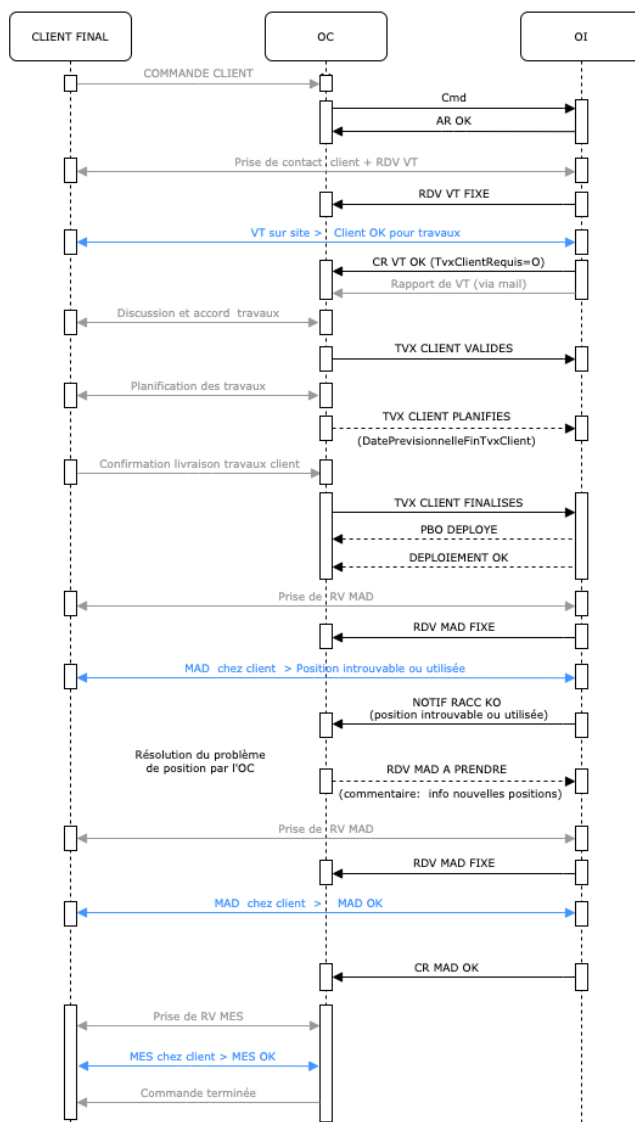 CLIENT FINAL
OC
OI
COMMANDE CLIENT
Cmd
AR OK
Prise de contact client + RDV VT
RDV VT FIXE
VT sur site > Client OK pour travaux
CR VT OK (TvxClientRequis=O)
Rapport de VT (via mail)
Discussion et accord travaux
TVX CLIENT VALIDES
Planification des travaux
TVX CLIENT PLANIFIES
(DatePrevisionnelleFinTvxClient)
Confirmation livraison travaux client
TVX CLIENT FINALISES
PBO DEPLOYE
DEPLOIEMENT OK
Prise de RV MAD
RDV MAD FIXE
MAD chez client > Position introuvable ou utilisée
NOTIF RACC KO
(position introuvable ou utilisée)
Résolution du problème
de position par l'OC
RDV MAD A PRENDRE
(commentaire: info nouvelles positions)
Prise de RV MAD
RDV MAD FIXE
MAD chez client > MAD OK
CR MAD OK
Prise de RV MES
MES chez client > MES OK
Commande terminée